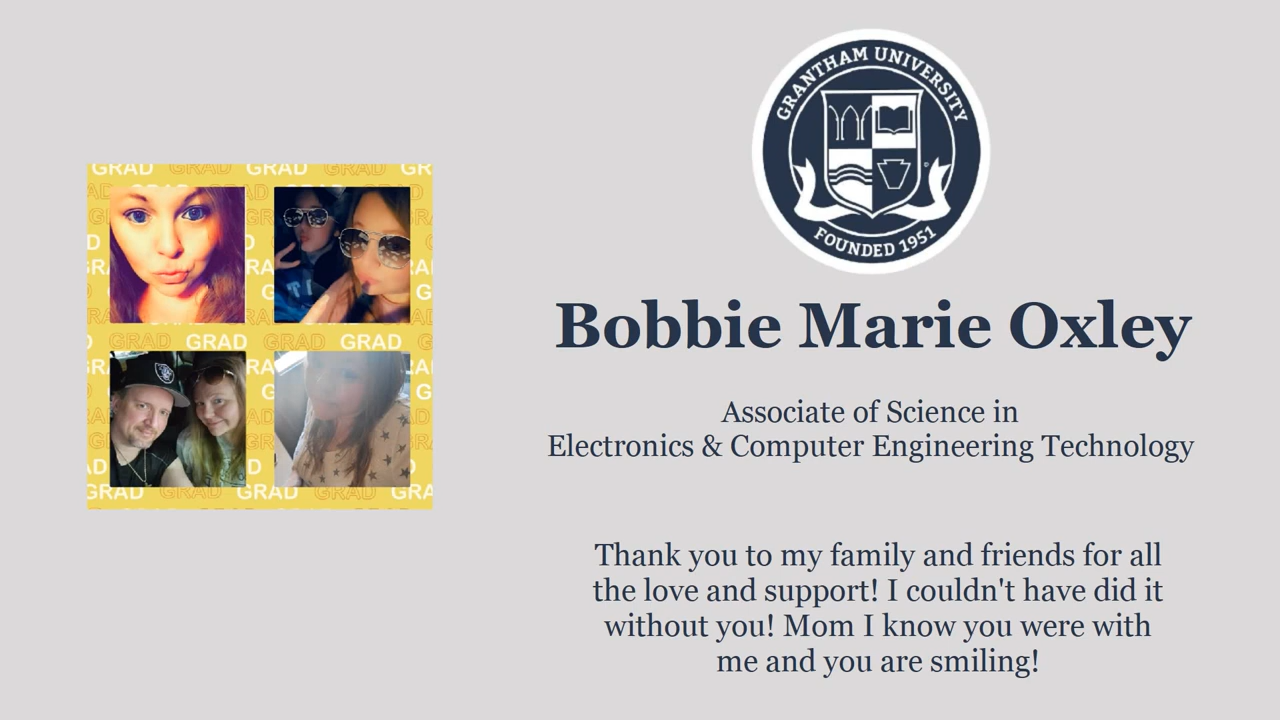 GRANTHAM UNIVERSITY
FOUNDED 1951
Bobbie Marie Oxley
Associate of Science in
Electronics & Computer Engineering Technology
Thank you to my family and friends for all
the love and support! I couldn't have did it
without you! Mom I know you were with
me and you are smiling!
GRAD GRAD GRAD GRAD
GRAD GRAD GRAD
GRAD GRAD GRAD